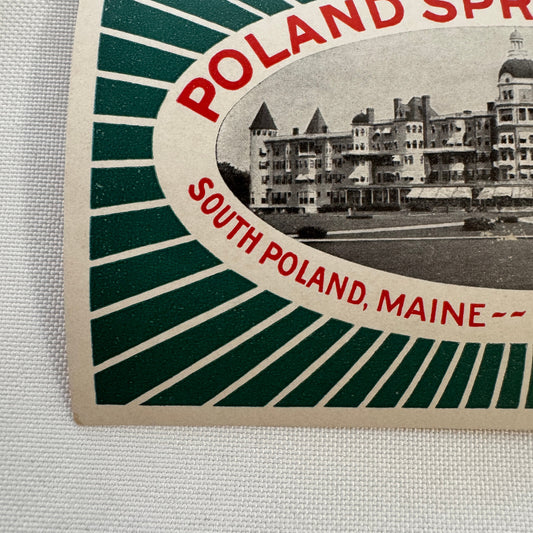 POLAND SPR
SOUTH POLAND, MAINE--